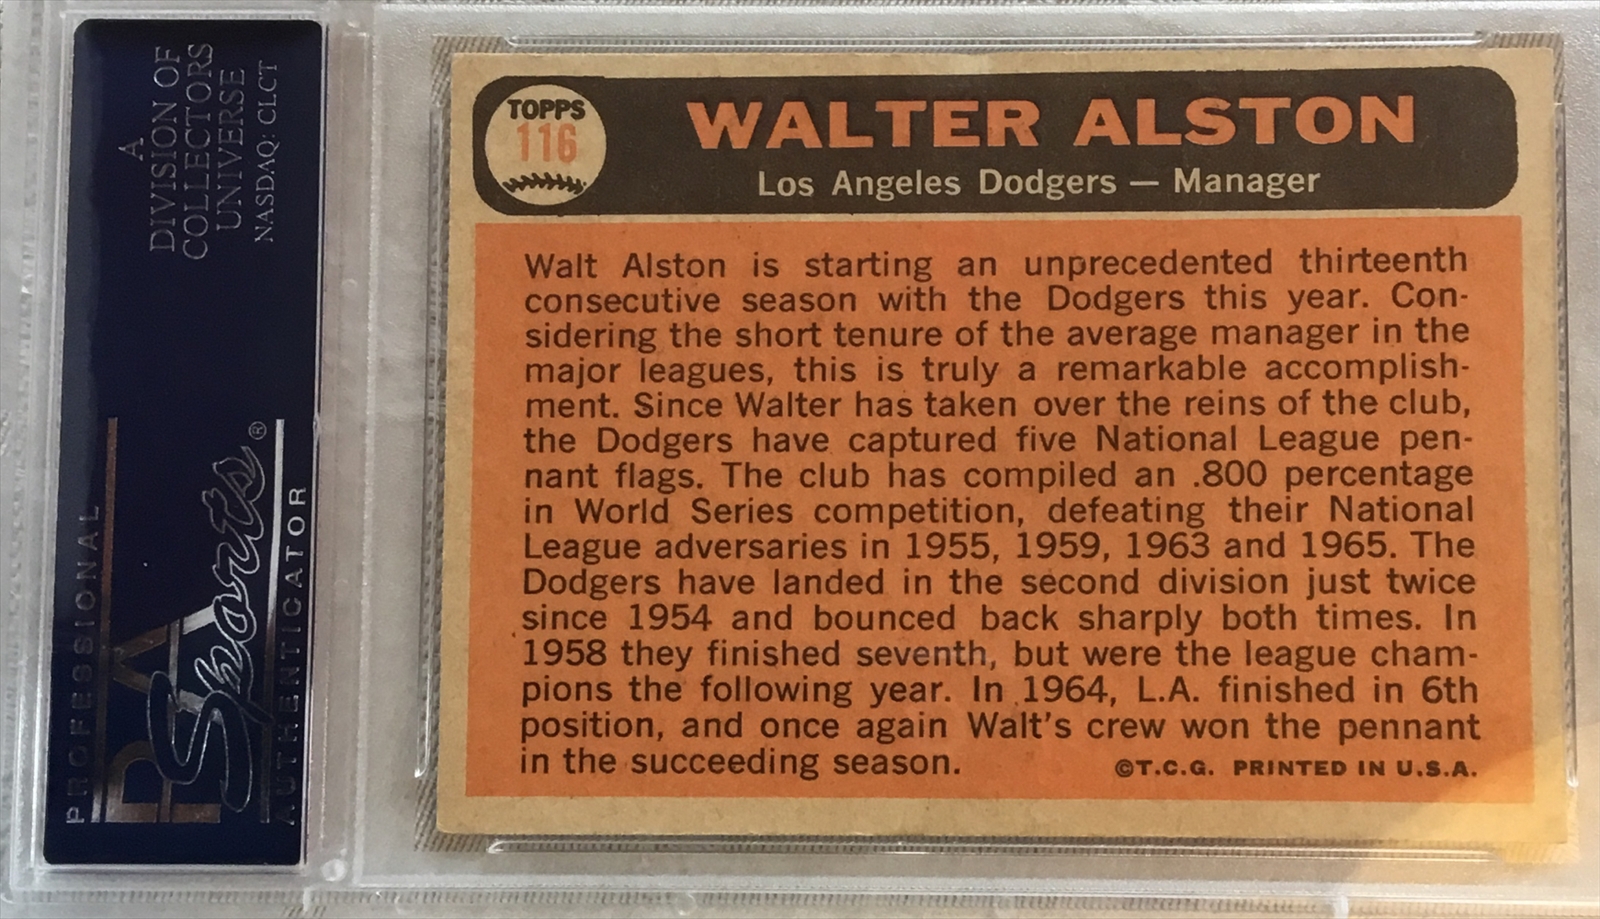 A
DIVISION OF
COLLECTORS
UNIVERSE
NASDAQ: CLCT
PROFESSIONAL
PSA
Sports®
AUTHENTICATOR
TOPPS
116
WALTER ALSTON
Los Angeles Dodgers — Manager
Walt Alston is starting an unprecedented thirteenth
consecutive season with the Dodgers this year. Con-
sidering the short tenure of the average manager in the
major leagues, this is truly a remarkable accomplish-
ment. Since Walter has taken over the reins of the club,
the Dodgers have captured five National League pen-
nant flags. The club has compiled an .800 percentage
in World Series competition, defeating their National
League adversaries in 1955, 1959, 1963 and 1965. The
Dodgers have landed in the second division just twice
since 1954 and bounced back sharply both times. In
1958 they finished seventh, but were the league cham-
pions the following year. In 1964, L.A. finished in 6th
position, and once again Walt's crew won the pennant
in the succeeding season.
©T.C.G. PRINTED IN U.S.A.